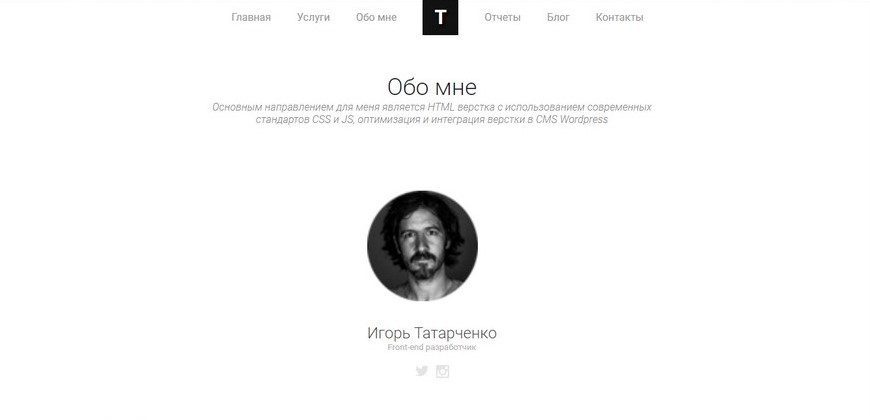 Главная Услуги Обо мне T Отчеты Блог Контакты
Обо мне
Основным направлением для меня является HTML верстка с использованием современных
стандартов CSS и JS, оптимизация и интеграция верстки в CMS Wordpress
Игорь Татарченко
Front-end разработчик